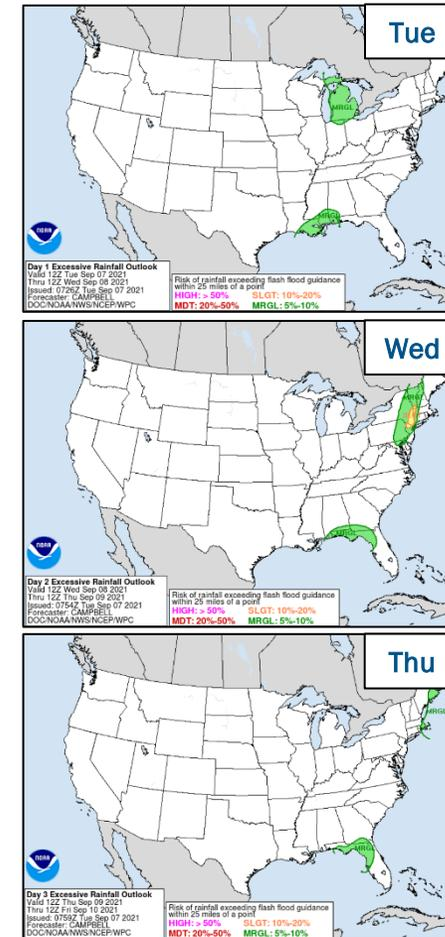 Tue
MRGL
MRGL
NOAA
Day 1 Excessive Rainfall Outlook
Valid 12Z Tue Sep 07 2021
Thru 12Z Wed Sep 08 2021
Issued: 0726Z Tue Sep 07 2021
Forecaster: CAMPBELL
DOC/NOAA/NWS/NCEP/WPC
Risk of rainfall exceeding flash flood guidance
within 25 miles of a point
HIGH: > 50% SLGT: 10%-20%
MDT: 20%-50% MRGL: 5%-10%
Wed
MRGL
MRGL
NOAA
Day 2 Excessive Rainfall Outlook
Valid 12Z Wed Sep 08 2021
Thru 12Z Thu Sep 09 2021
Issued: 0754Z Tue Sep 07 2021
Forecaster: CAMPBELL
DOC/NOAA/NWS/NCEP/WPC
Risk of rainfall exceeding flash flood guidance
within 25 miles of a point
HIGH: > 50% SLGT: 10%-20%
MDT: 20%-50% MRGL: 5%-10%
Thu
MRGL
MRGL
NOAA
Day 3 Excessive Rainfall Outlook
Valid 12Z Thu Sep 09 2021
Thru 12Z Fri Sep 10 2021
Issued: 0759Z Tue Sep 07 2021
Forecaster: CAMPBELL
DOC/NOAA/NWS/NCEP/WPC
Risk of rainfall exceeding flash flood guidance
within 25 miles of a point
HIGH: > 50% SLGT: 10%-20%
MDT: 20%-50% MRGL: 5%-10%